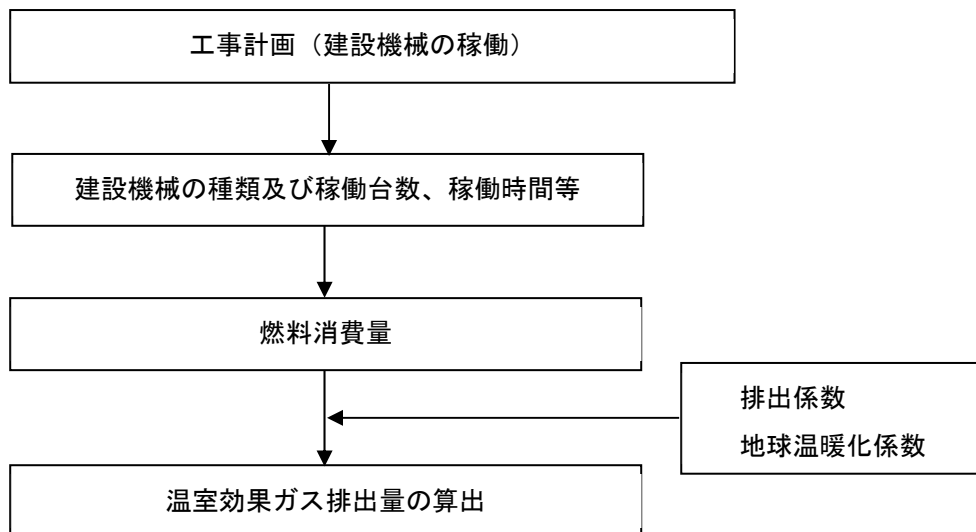 工事計画（建設機械の稼働）
建設機械の種類及び稼働台数、稼働時間等
燃料消費量
排出係数
地球温暖化係数
温室効果ガス排出量の算出